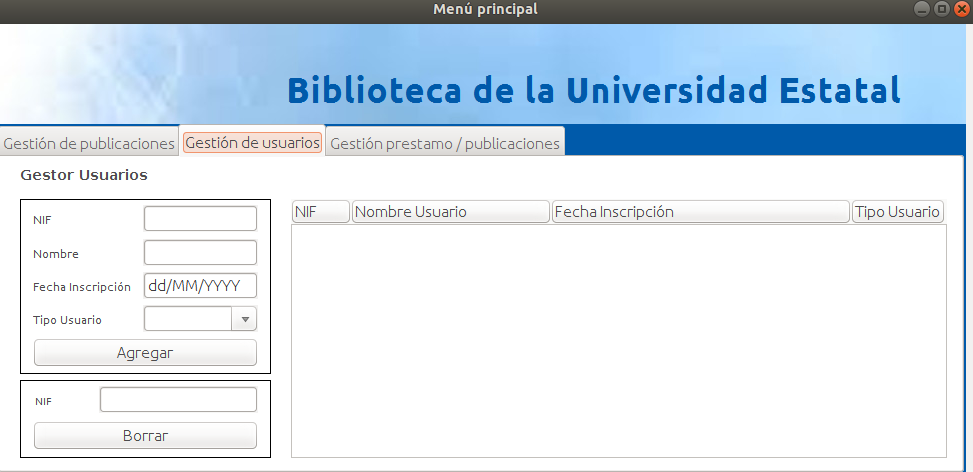 Menú principal
Biblioteca de la Universidad Estatal
Gestión de publicaciones Gestión de usuarios Gestión prestamo / publicaciones
Gestor Usuarios
NIF
Nombre
Fecha Inscripción dd/MM/YYYY
Tipo Usuario
Agregar
NIF
Borrar
NIF Nombre Usuario Fecha Inscripción Tipo Usuario